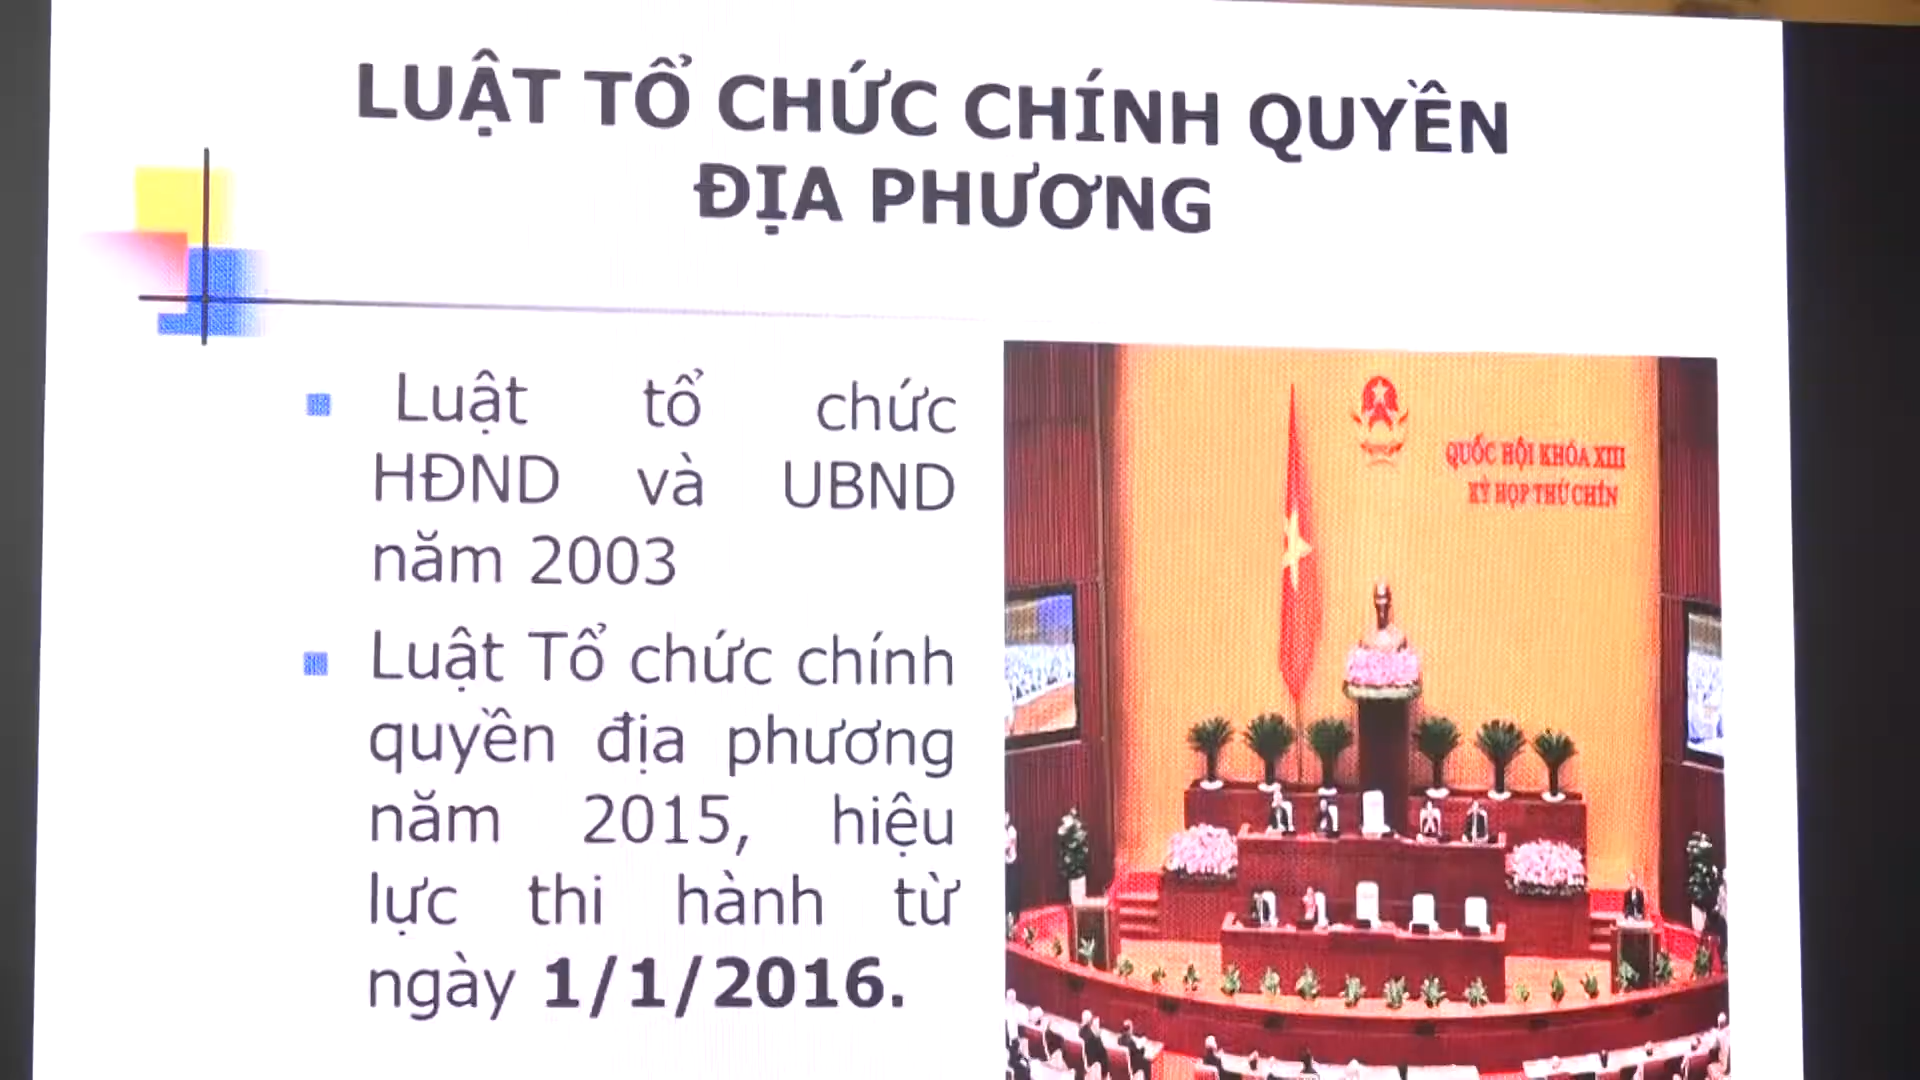 LUẬT TỔ CHỨC CHÍNH QUYỀN
ĐỊA PHƯƠNG
Luật tổ chức
HĐND và UBND
năm 2003
Luật Tổ chức chính
quyền địa phương
năm 2015, hiệu
lực thi hành từ
ngày 1/1/2016.
QUỐC HỘI KHÓA XIII
KỲ HỌP THỨ CHÍN